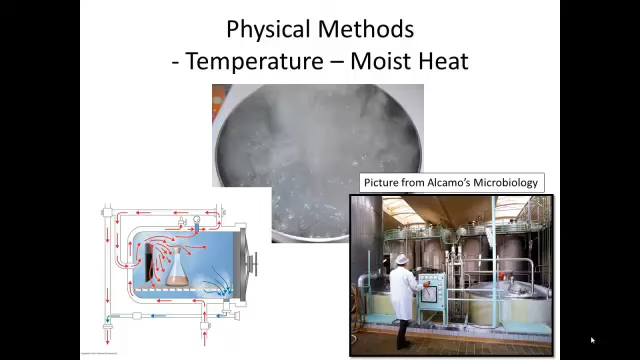 Physical Methods
- Temperature – Moist Heat
Picture from Alcamo's Microbiology